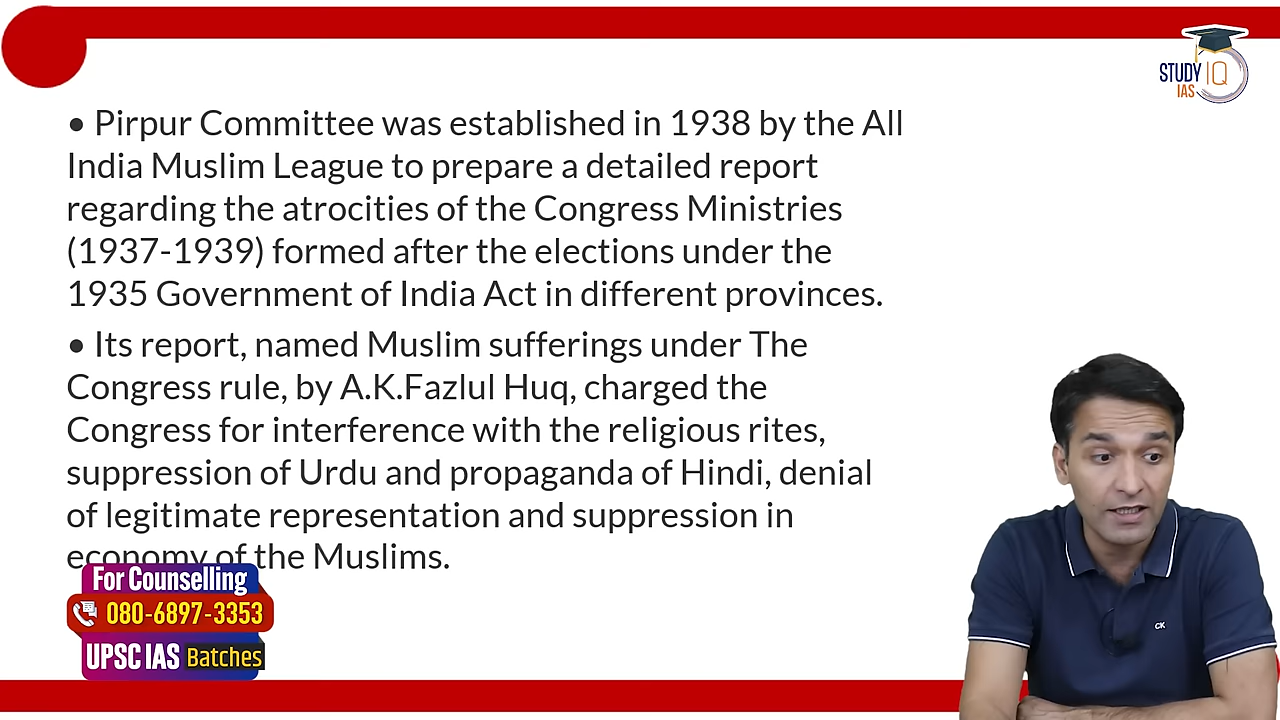 STUDY IQ
IAS
• Pirpur Committee was established in 1938 by the All
India Muslim League to prepare a detailed report
regarding the atrocities of the Congress Ministries
(1937-1939) formed after the elections under the
1935 Government of India Act in different provinces.
• Its report, named Muslim sufferings under The
Congress rule, by A.K.Fazlul Huq, charged the
Congress for interference with the religious rites,
suppression of Urdu and propaganda of Hindi, denial
of legitimate representation and suppression in
economy of the Muslims.
For Counselling
080-6897-3353
UPSC IAS Batches
CK